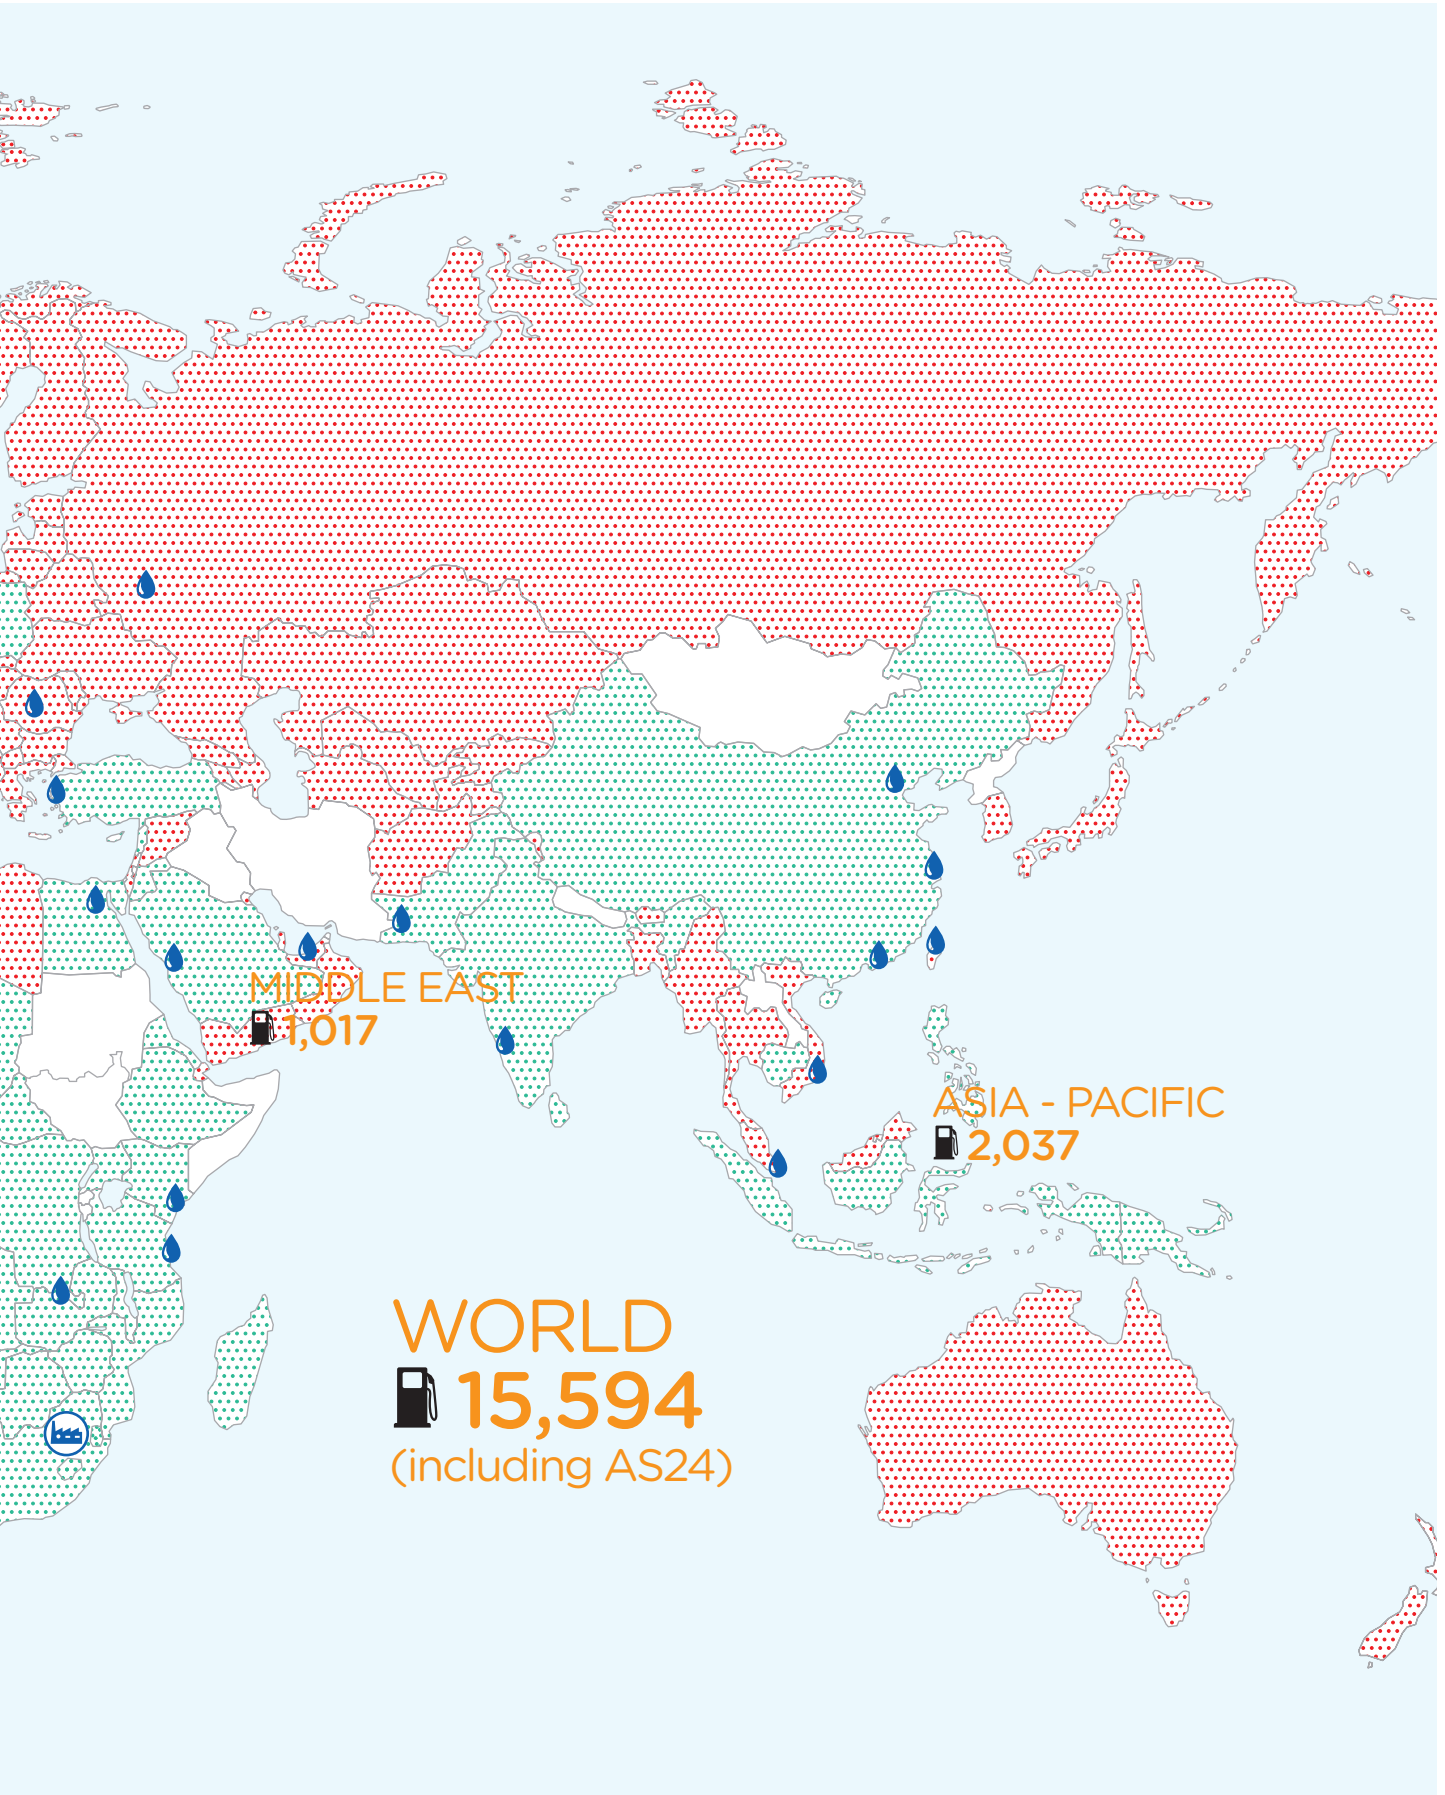 MIDDLE EAST
1,017
ASIA - PACIFIC
2,037
WORLD
15,594
(including AS24)